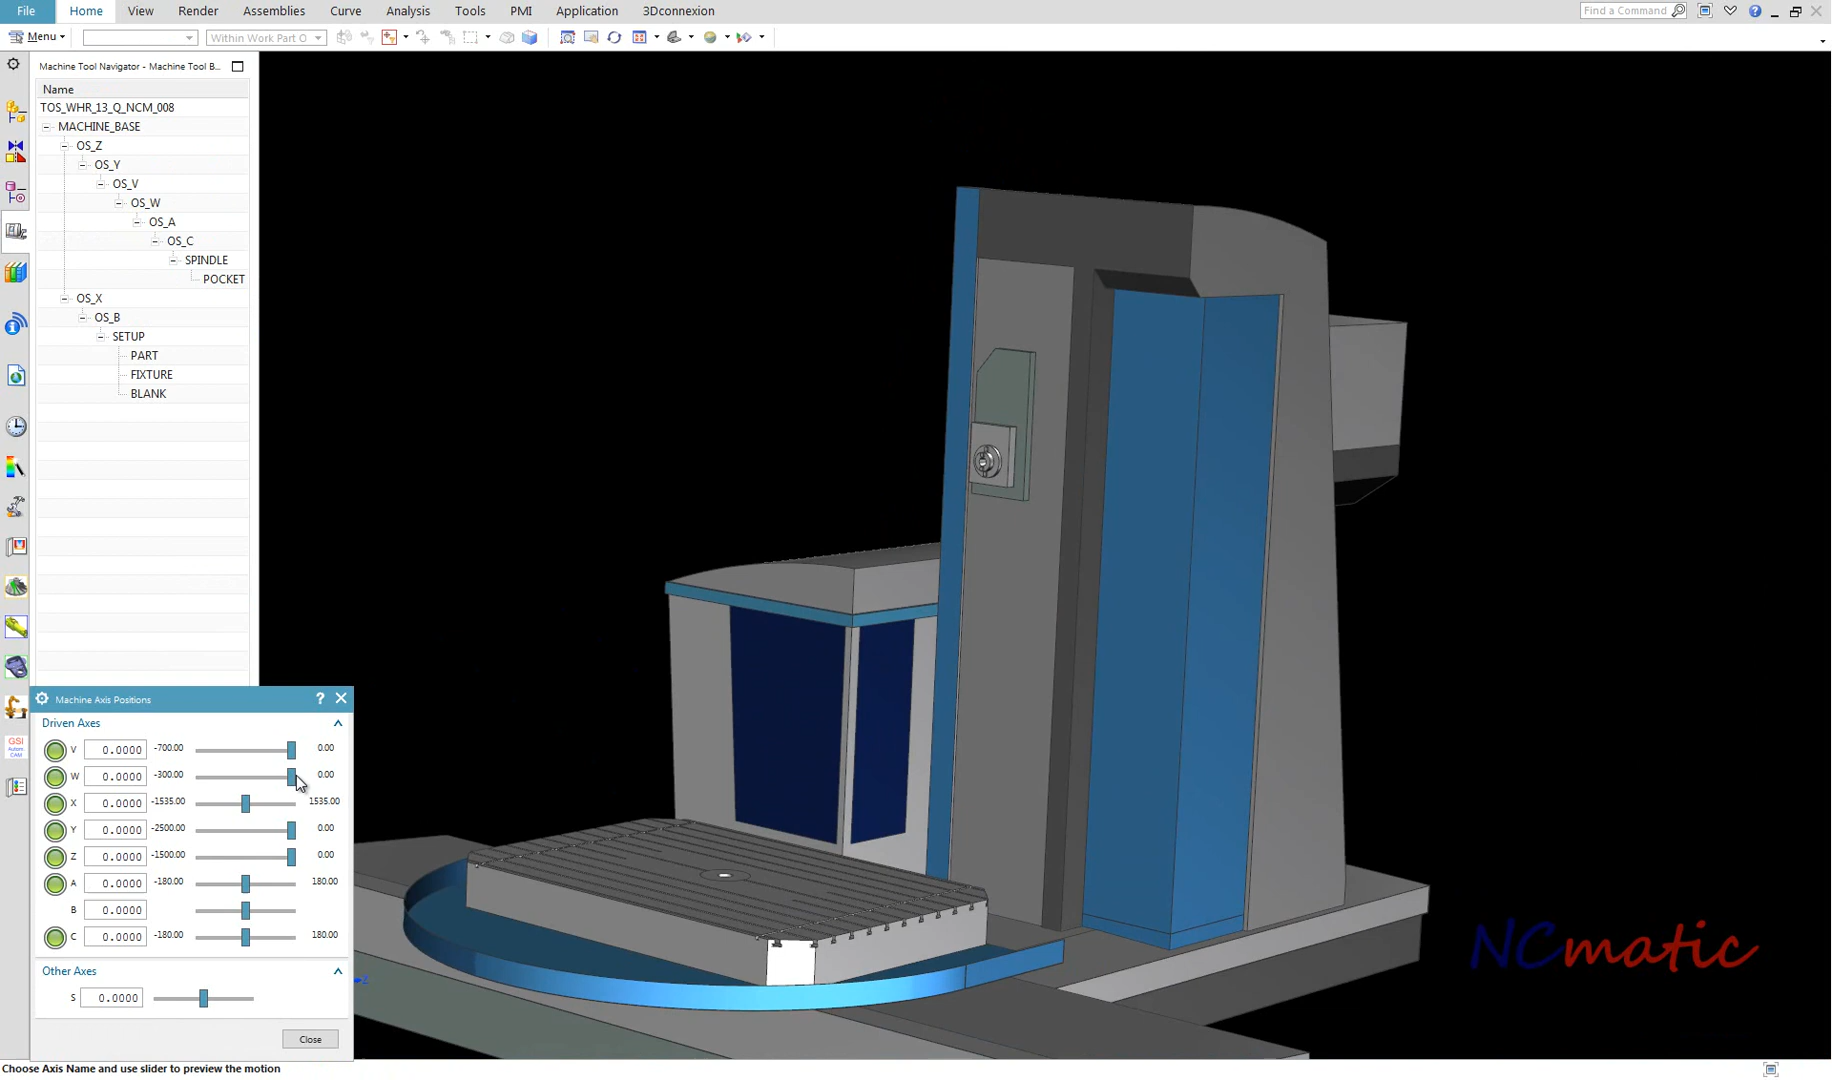 File Home View Render Assemblies Curve Analysis Tools PMI Application 3Dconnexion Find a Command
Menu Within Work Part O
Machine Tool Navigator - Machine Tool B...
Name
TOS_WHR_13_Q_NCM_008
MACHINE_BASE
OS_Z
OS_Y
OS_V
OS_W
OS_A
OS_C
SPINDLE
POCKET
OS_X
OS_B
SETUP
PART
FIXTURE
BLANK
Machine Axis Positions
Driven Axes
V 0.0000 -700.00 0.00
W 0.0000 -300.00 0.00
X 0.0000 -1535.00 1535.00
Y 0.0000 -2500.00 0.00
Z 0.0000 -1500.00 0.00
A 0.0000 -180.00 180.00
B 0.0000
C 0.0000 -180.00 180.00
Other Axes
S 0.0000
Close
GSI
NCmatic
Z
Choose Axis Name and use slider to preview the motion